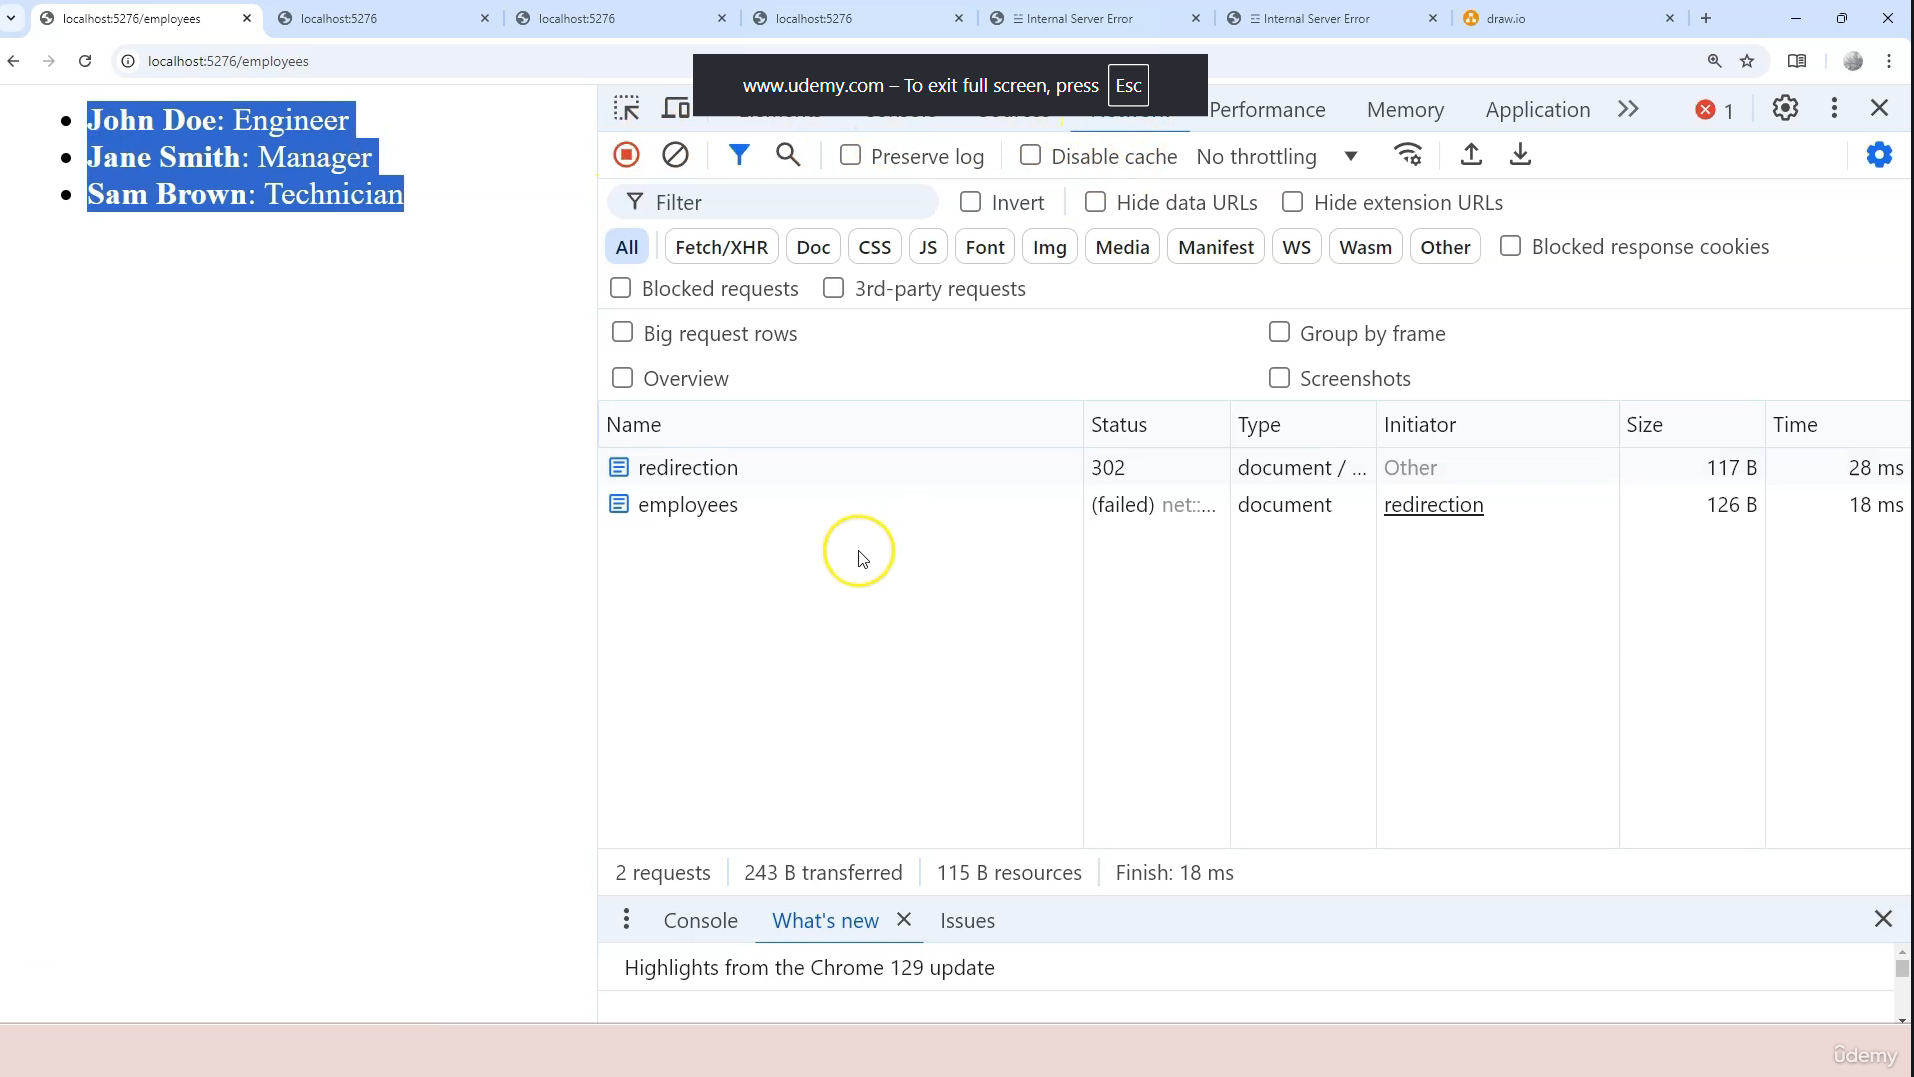 localhost:5276/employees
localhost:5276
localhost:5276
localhost:5276
Internal Server Error
Internal Server Error
draw.io
localhost:5276/employees
www.udemy.com – To exit full screen, press Esc
John Doe: Engineer
Jane Smith: Manager
Sam Brown: Technician
Performance
Memory
Application
1
Preserve log
Disable cache
No throttling
Filter
Invert
Hide data URLs
Hide extension URLs
All
Fetch/XHR
Doc
CSS
JS
Font
Img
Media
Manifest
WS
Wasm
Other
Blocked response cookies
Blocked requests
3rd-party requests
Big request rows
Group by frame
Overview
Screenshots
Name Status Type Initiator Size Time
redirection 302 document / ... Other 117 B 28 ms
employees (failed) net::... document redirection 126 B 18 ms
2 requests
243 B transferred
115 B resources
Finish: 18 ms
Console
What's new
Issues
Highlights from the Chrome 129 update
ûdemy